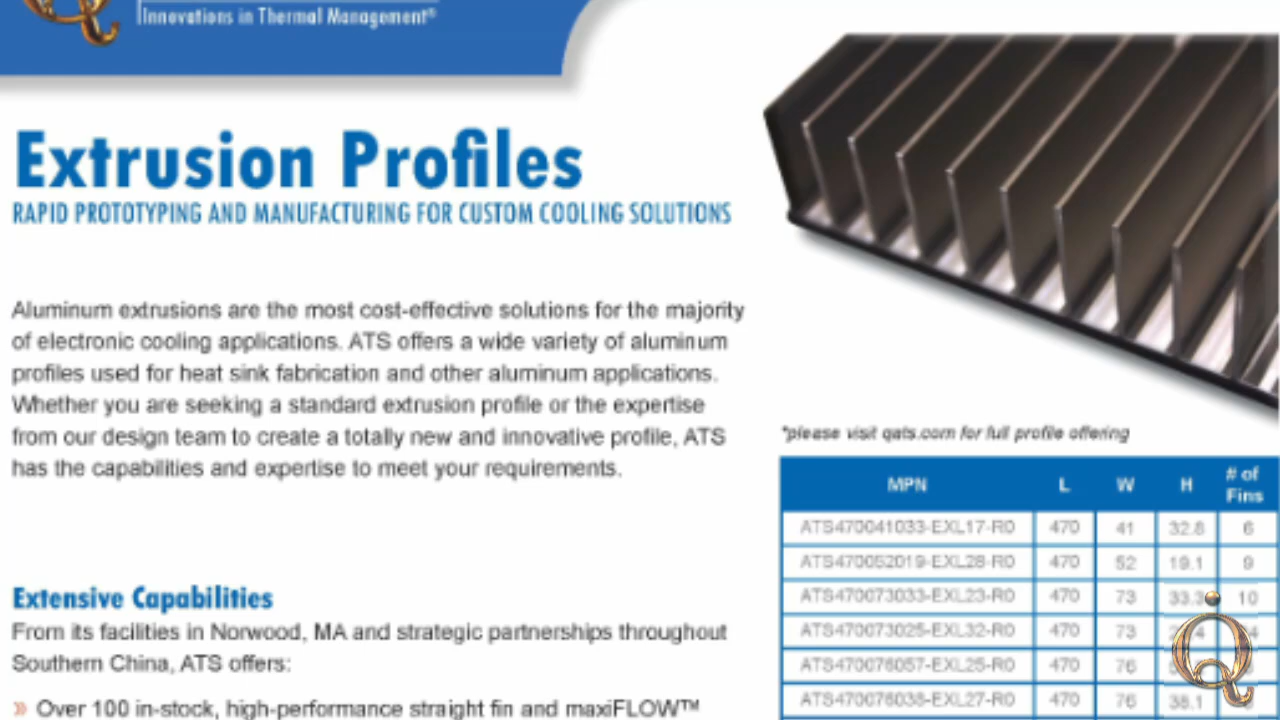 Innovations in Thermal Management®
Extrusion Profiles
RAPID PROTOTYPING AND MANUFACTURING FOR CUSTOM COOLING SOLUTIONS
Aluminum extrusions are the most cost-effective solutions for the majority
of electronic cooling applications. ATS offers a wide variety of aluminum
profiles used for heat sink fabrication and other aluminum applications.
Whether you are seeking a standard extrusion profile or the expertise
from our design team to create a totally new and innovative profile, ATS
has the capabilities and expertise to meet your requirements.
Extensive Capabilities
From its facilities in Norwood, MA and strategic partnerships throughout
Southern China, ATS offers:
» Over 100 in-stock, high-performance straight fin and maxiFLOW™
*please visit qats.com for full profile offering
MPN L W H # of Fins
ATS470041033-EXL17-R0 470 41 32.8 6
ATS470052019-EXL28-R0 470 52 19.1 9
ATS470073033-EXL23-R0 470 73 33.3 10
ATS470073025-EXL32-R0 470 73
ATS470076057-EXL25-R0 470 76
ATS470076038-EXL27-R0 470 76 38.1